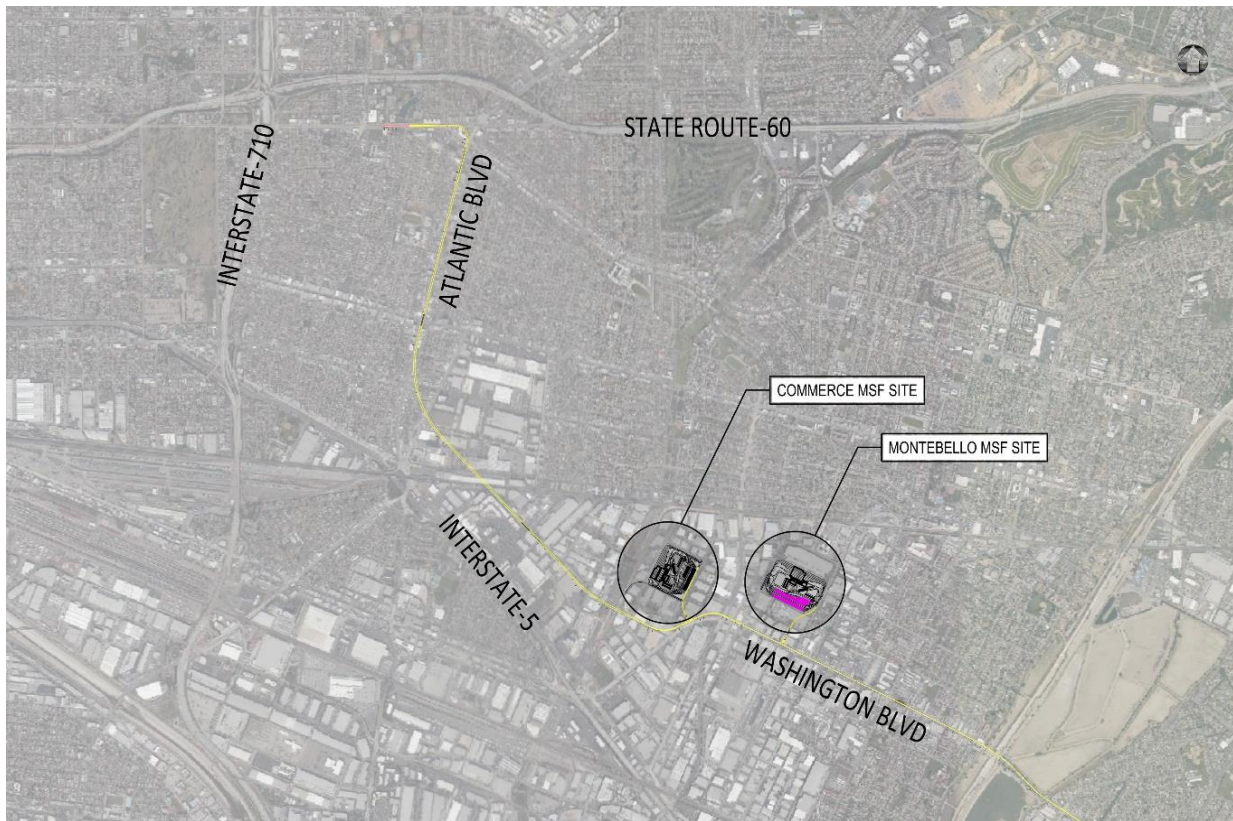 STATE ROUTE-60
INTERSTATE-710
ATLANTIC BLVD
COMMERCE MSF SITE
MONTEBELLO MSF SITE
INTERSTATE-5
WASHINGTON BLVD